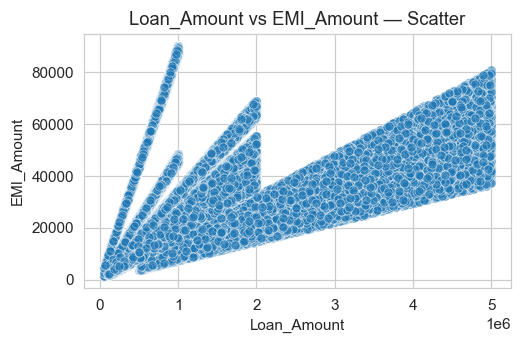 Loan_Amount vs EMI_Amount — Scatter
80000
60000
40000
20000
0
EMI_Amount
0 1 2 3 4 5
1e6
Loan_Amount